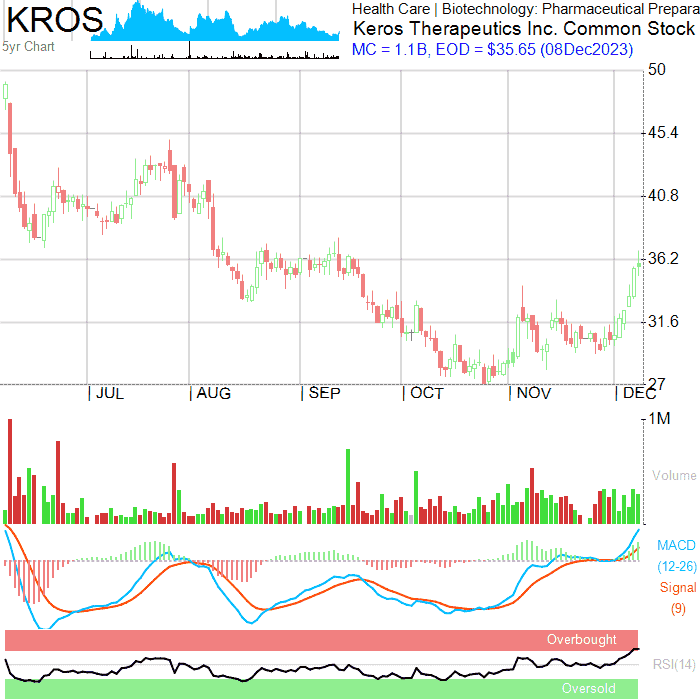 KROS
5yr Chart
Health Care | Biotechnology: Pharmaceutical Prepara
Keros Therapeutics Inc. Common Stock
MC = 1.1B, EOD = $35.65 (08Dec2023)
50
45.4
40.8
36.2
31.6
27
JUL
AUG
SEP
OCT
NOV
DEC
1M
Volume
MACD
(12-26)
Signal
(9)
Overbought
RSI(14)
Oversold